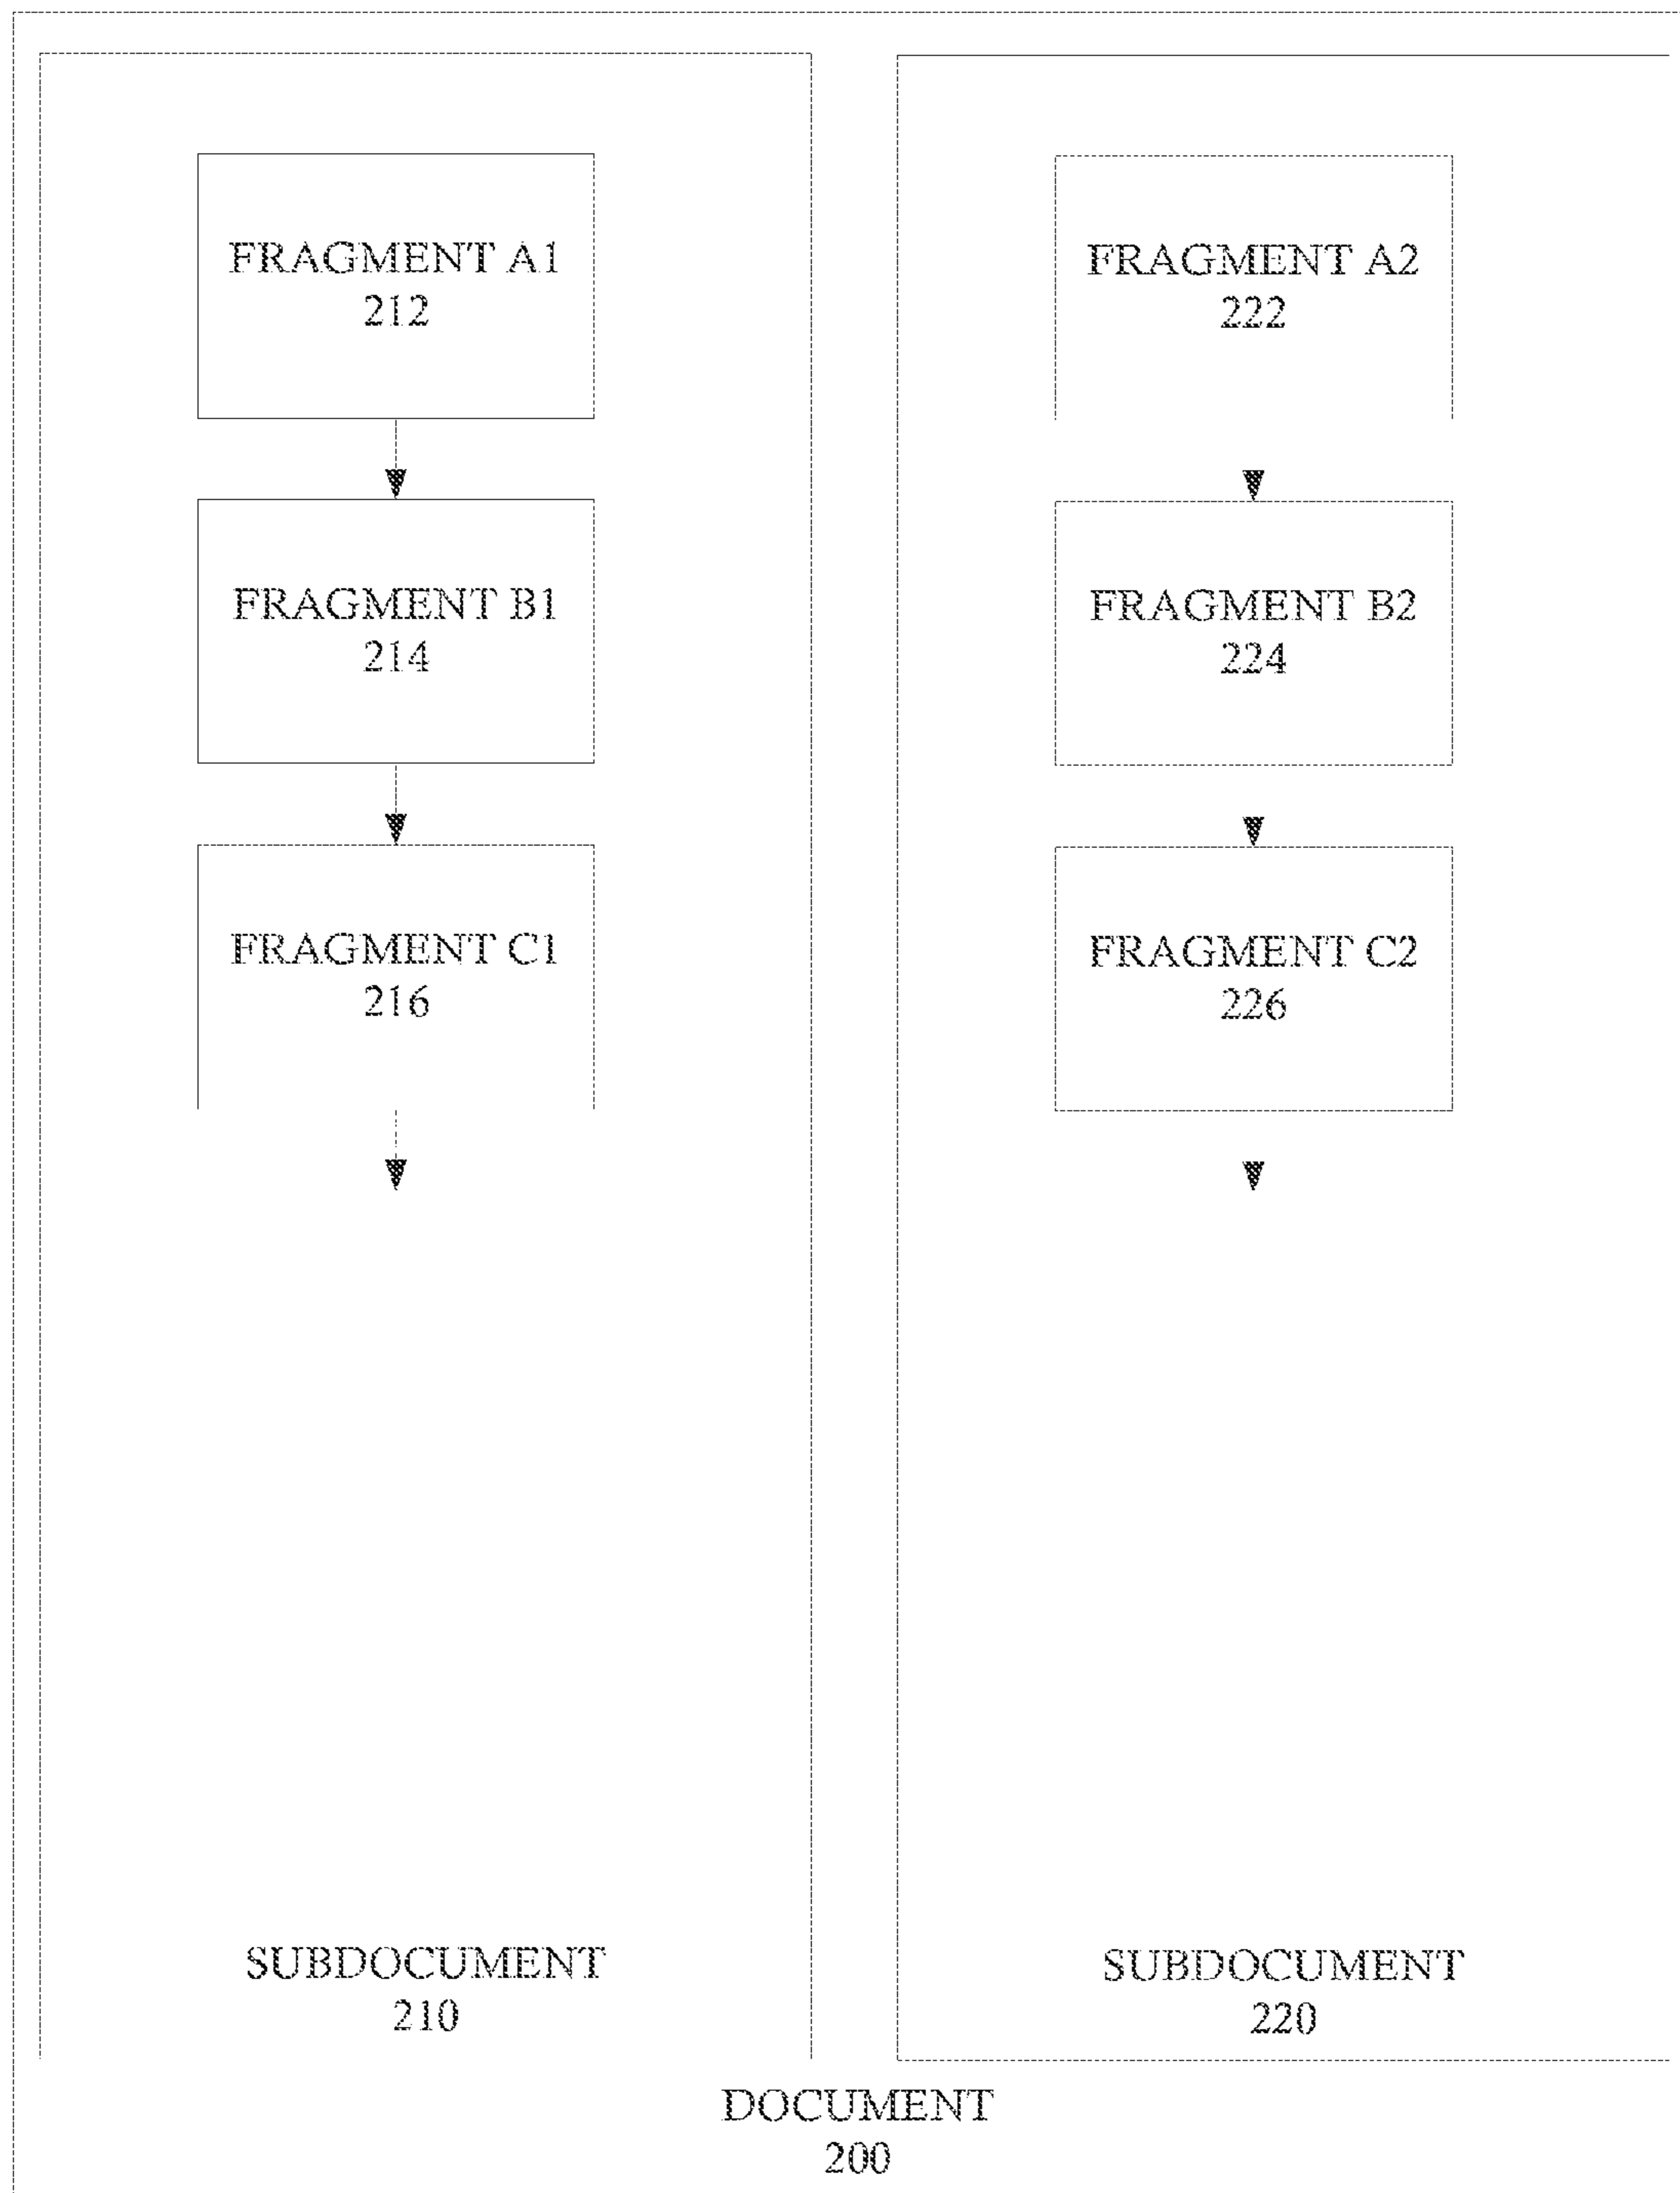 FRAGMENT A1
212
FRAGMENT B1
214
FRAGMENT C1
216
SUBDOCUMENT
210
FRAGMENT A2
222
FRAGMENT B2
224
FRAGMENT C2
226
SUBDOCUMENT
220
DOCUMENT
200